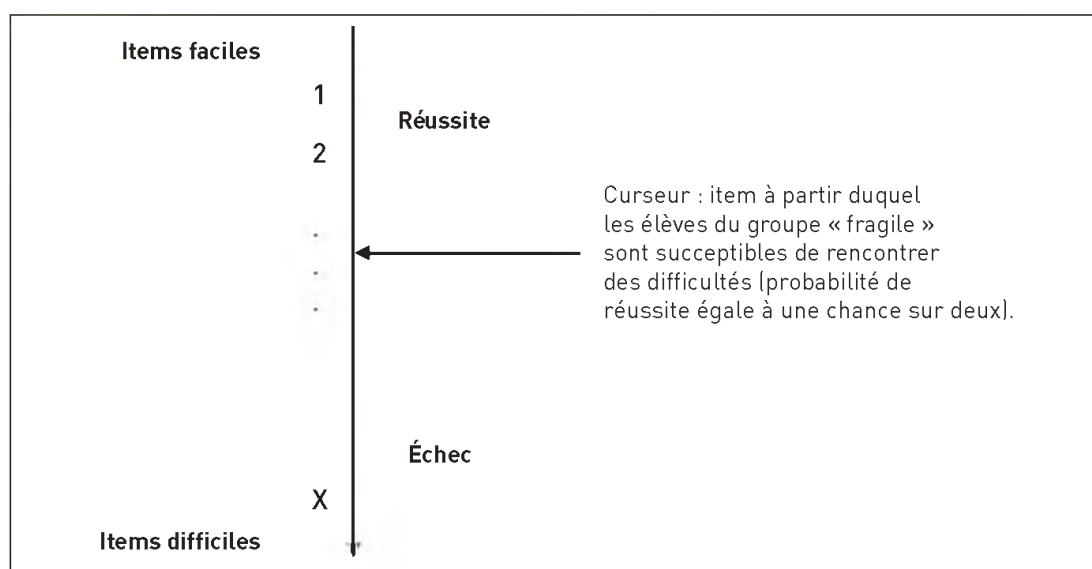 Items faciles
1
Réussite
2
Curseur : item à partir duquel
les élèves du groupe « fragile »
sont succeptibles de rencontrer
des difficultés (probabilité de
réussite égale à une chance sur deux).
.
.
.
Échec
X
Items difficiles